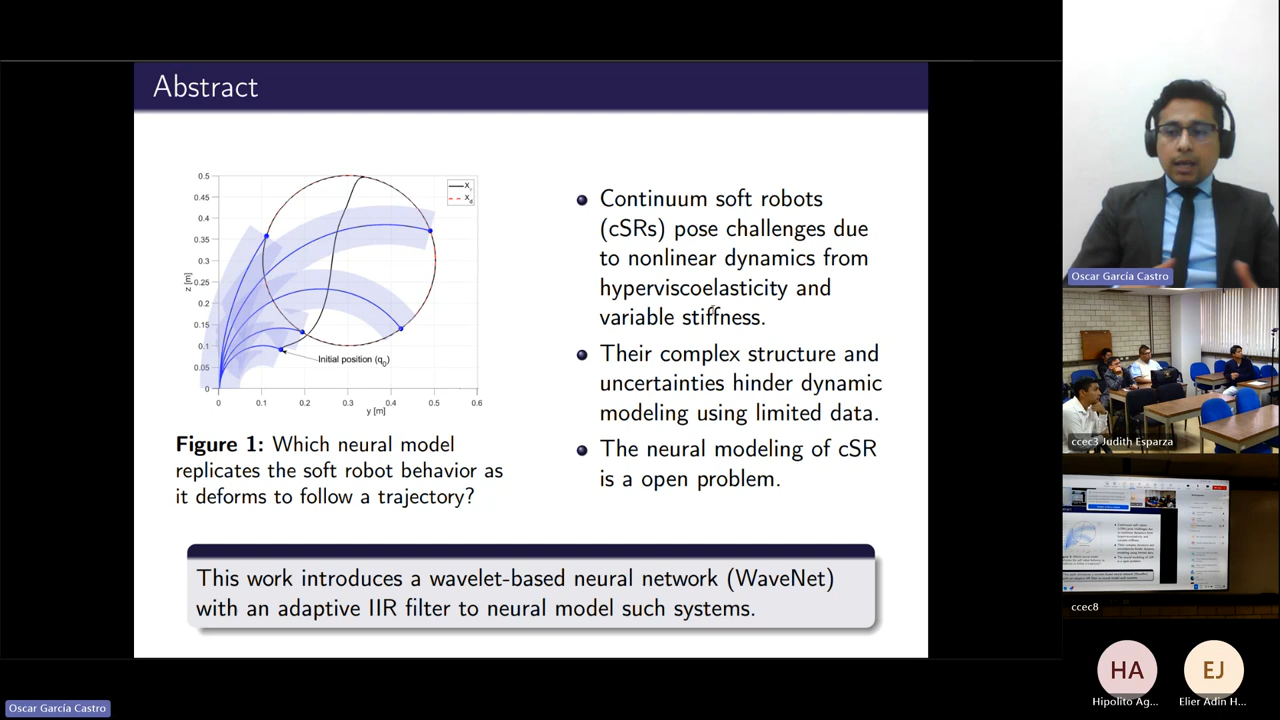 Abstract
0.5
0.45
0.4
0.35
0.3
0.25
0.2
0.15
0.1
0.05
0
z [m]
0 0.1 0.2 0.3 0.4 0.5 0.6
y [m]
Initial position (q0)
Figure 1: Which neural model
replicates the soft robot behavior as
it deforms to follow a trajectory?
Continuum soft robots
(cSRs) pose challenges due
to nonlinear dynamics from
hyperviscoelasticity and
variable stiffness.
Their complex structure and
uncertainties hinder dynamic
modeling using limited data.
The neural modeling of cSR
is a open problem.
This work introduces a wavelet-based neural network (WaveNet)
with an adaptive IIR filter to neural model such systems.
Oscar García Castro
Oscar García Castro
ccec3 Judith Esparza
ccec8
HA
Hipolito Ag...
EJ
Elier Adin H...